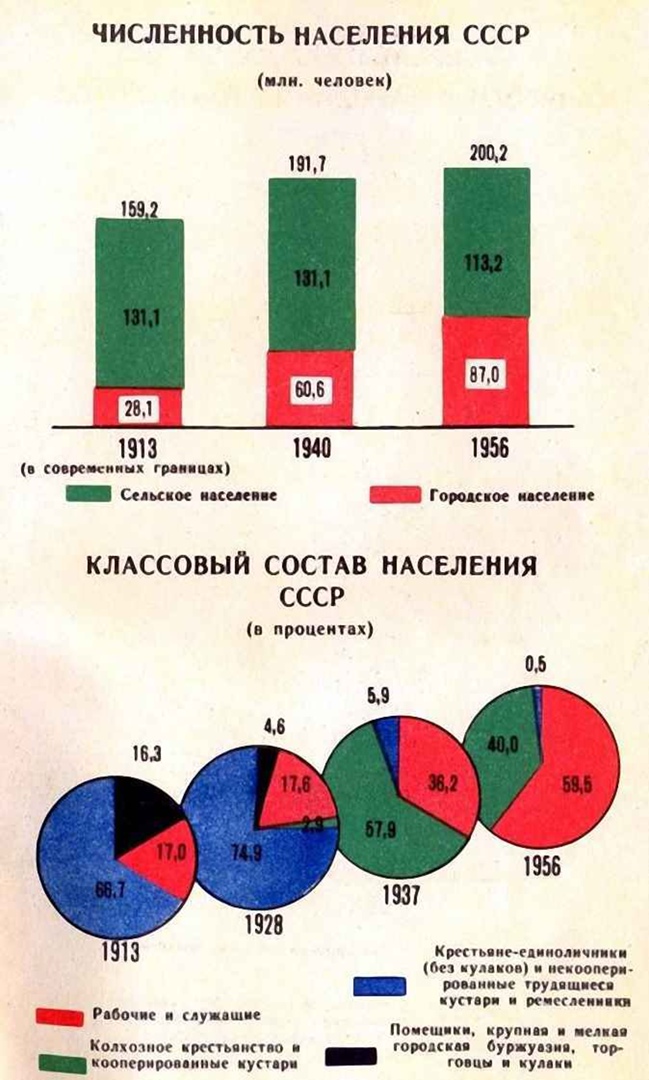 ЧИСЛЕННОСТЬ НАСЕЛЕНИЯ СССР
(млн. человек)
159,2
191,7
200,2
131,1
131,1
113,2
28,1
60,6
87,0
1913
1940
1956
(в современных границах)
Сельское население
Городское население
КЛАССОВЫЙ СОСТАВ НАСЕЛЕНИЯ
СССР
(в процентах)
16,3
4,6
5,9
0,5
66,7
17,0
74,9
17,6
2,9
57,9
36,2
40,0
59,5
1913
1928
1937
1956
Рабочие и служащие
Колхозное крестьянство и
кооперированные кустари
Крестьяне-единоличники
(без кулаков) и некоопери-
рованные трудящиеся
кустари и ремесленники
Помещики, крупная и мелкая
городская буржуазия, тор-
говцы и кулаки